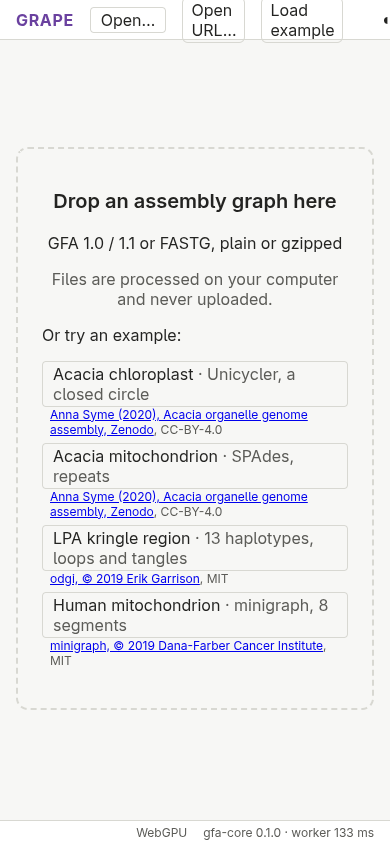 GRAPE Open... Open URL... Load example
Drop an assembly graph here
GFA 1.0 / 1.1 or FASTG, plain or gzipped
Files are processed on your computer
and never uploaded.
Or try an example:
Acacia chloroplast · Unicycler, a
closed circle
Anna Syme (2020), Acacia organelle genome
assembly, Zenodo, CC-BY-4.0
Acacia mitochondrion · SPAdes,
repeats
Anna Syme (2020), Acacia organelle genome
assembly, Zenodo, CC-BY-4.0
LPA kringle region · 13 haplotypes,
loops and tangles
odgi, © 2019 Erik Garrison, MIT
Human mitochondrion · minigraph, 8
segments
minigraph, © 2019 Dana-Farber Cancer Institute,
MIT
WebGPU gfa-core 0.1.0 · worker 133 ms